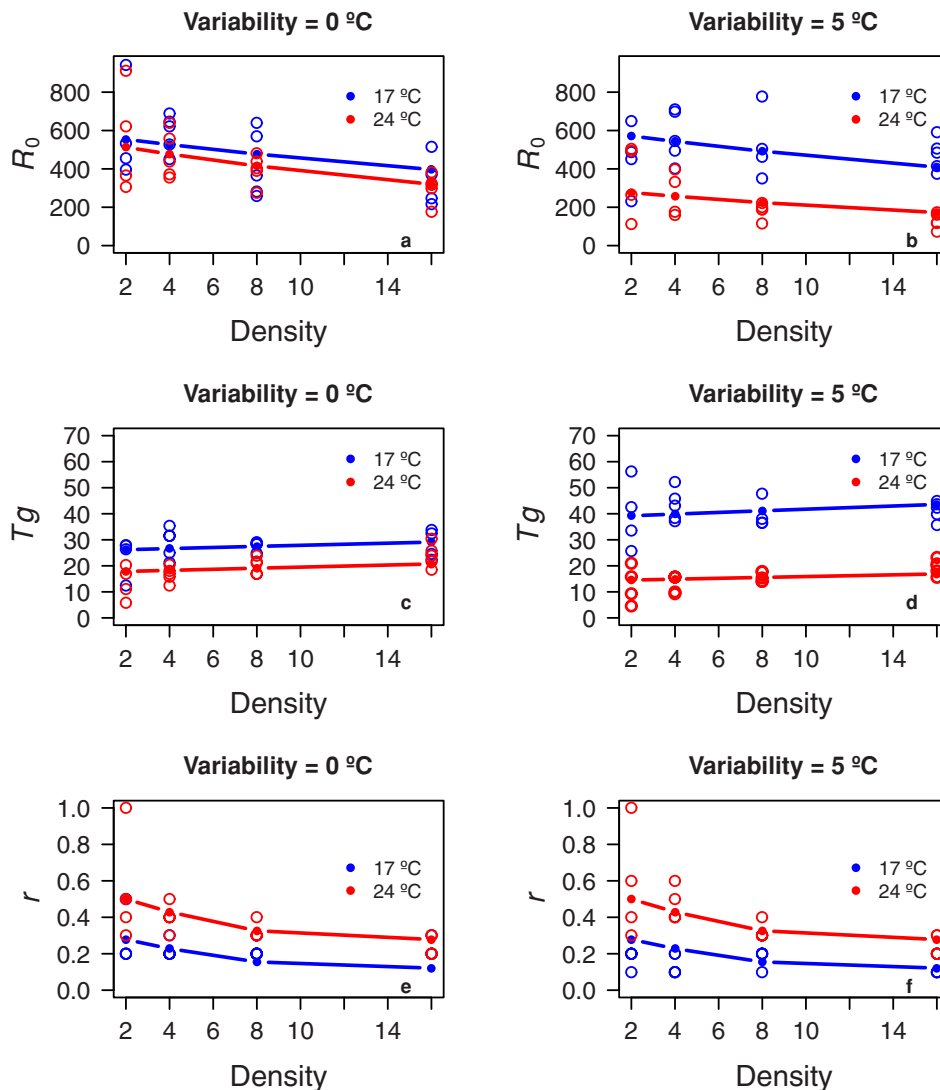 Variability = 0 ºC
Variability = 5 ºC
R0
800
600
400
200
0
17 ºC
24 ºC
a
2 4 6 8 10 14
Density
R0
800
600
400
200
0
17 ºC
24 ºC
b
2 4 6 8 10 14
Density
Variability = 0 ºC
Variability = 5 ºC
Tg
70
60
50
40
30
20
10
0
17 ºC
24 ºC
c
2 4 6 8 10 14
Density
Tg
70
60
50
40
30
20
10
0
17 ºC
24 ºC
d
2 4 6 8 10 14
Density
Variability = 0 ºC
Variability = 5 ºC
r
1.0
0.8
0.6
0.4
0.2
0.0
17 ºC
24 ºC
e
2 4 6 8 10 14
Density
r
1.0
0.8
0.6
0.4
0.2
0.0
17 ºC
24 ºC
f
2 4 6 8 10 14
Density